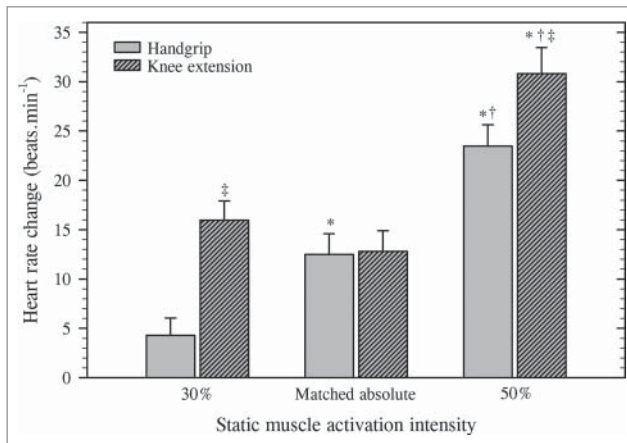 Handgrip
Knee extension
Heart rate change (beats.min⁻¹)
35
30
25
20
15
10
5
0
‡
*
*†
*†‡
30%
Matched absolute
50%
Static muscle activation intensity